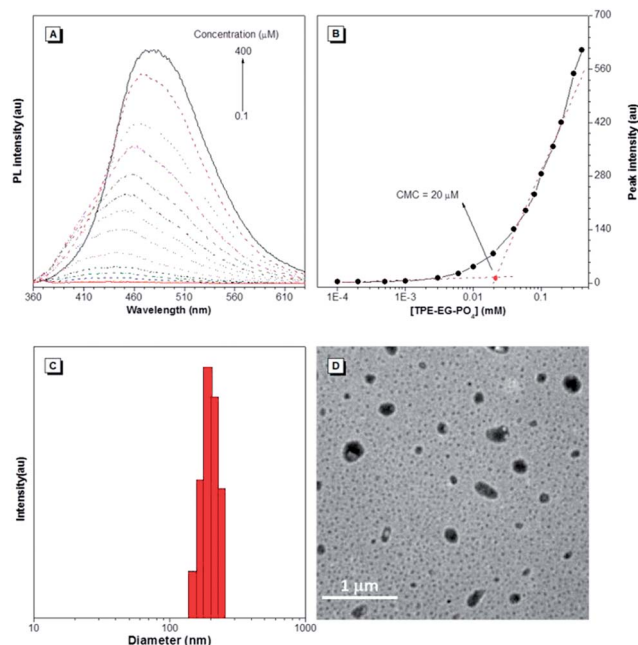 A
Concentration (μM)
400
0.1
PL intensity (au)
360 410 460 510 560 610
Wavelength (nm)
B
CMC = 20 μM
700
560
420
280
140
0
Peak intensity (au)
1E-4 1E-3 0.01 0.1
[TPE-EG-PO4] (mM)
C
Intensity(au)
10 100 1000
Diameter (nm)
D
1 μm